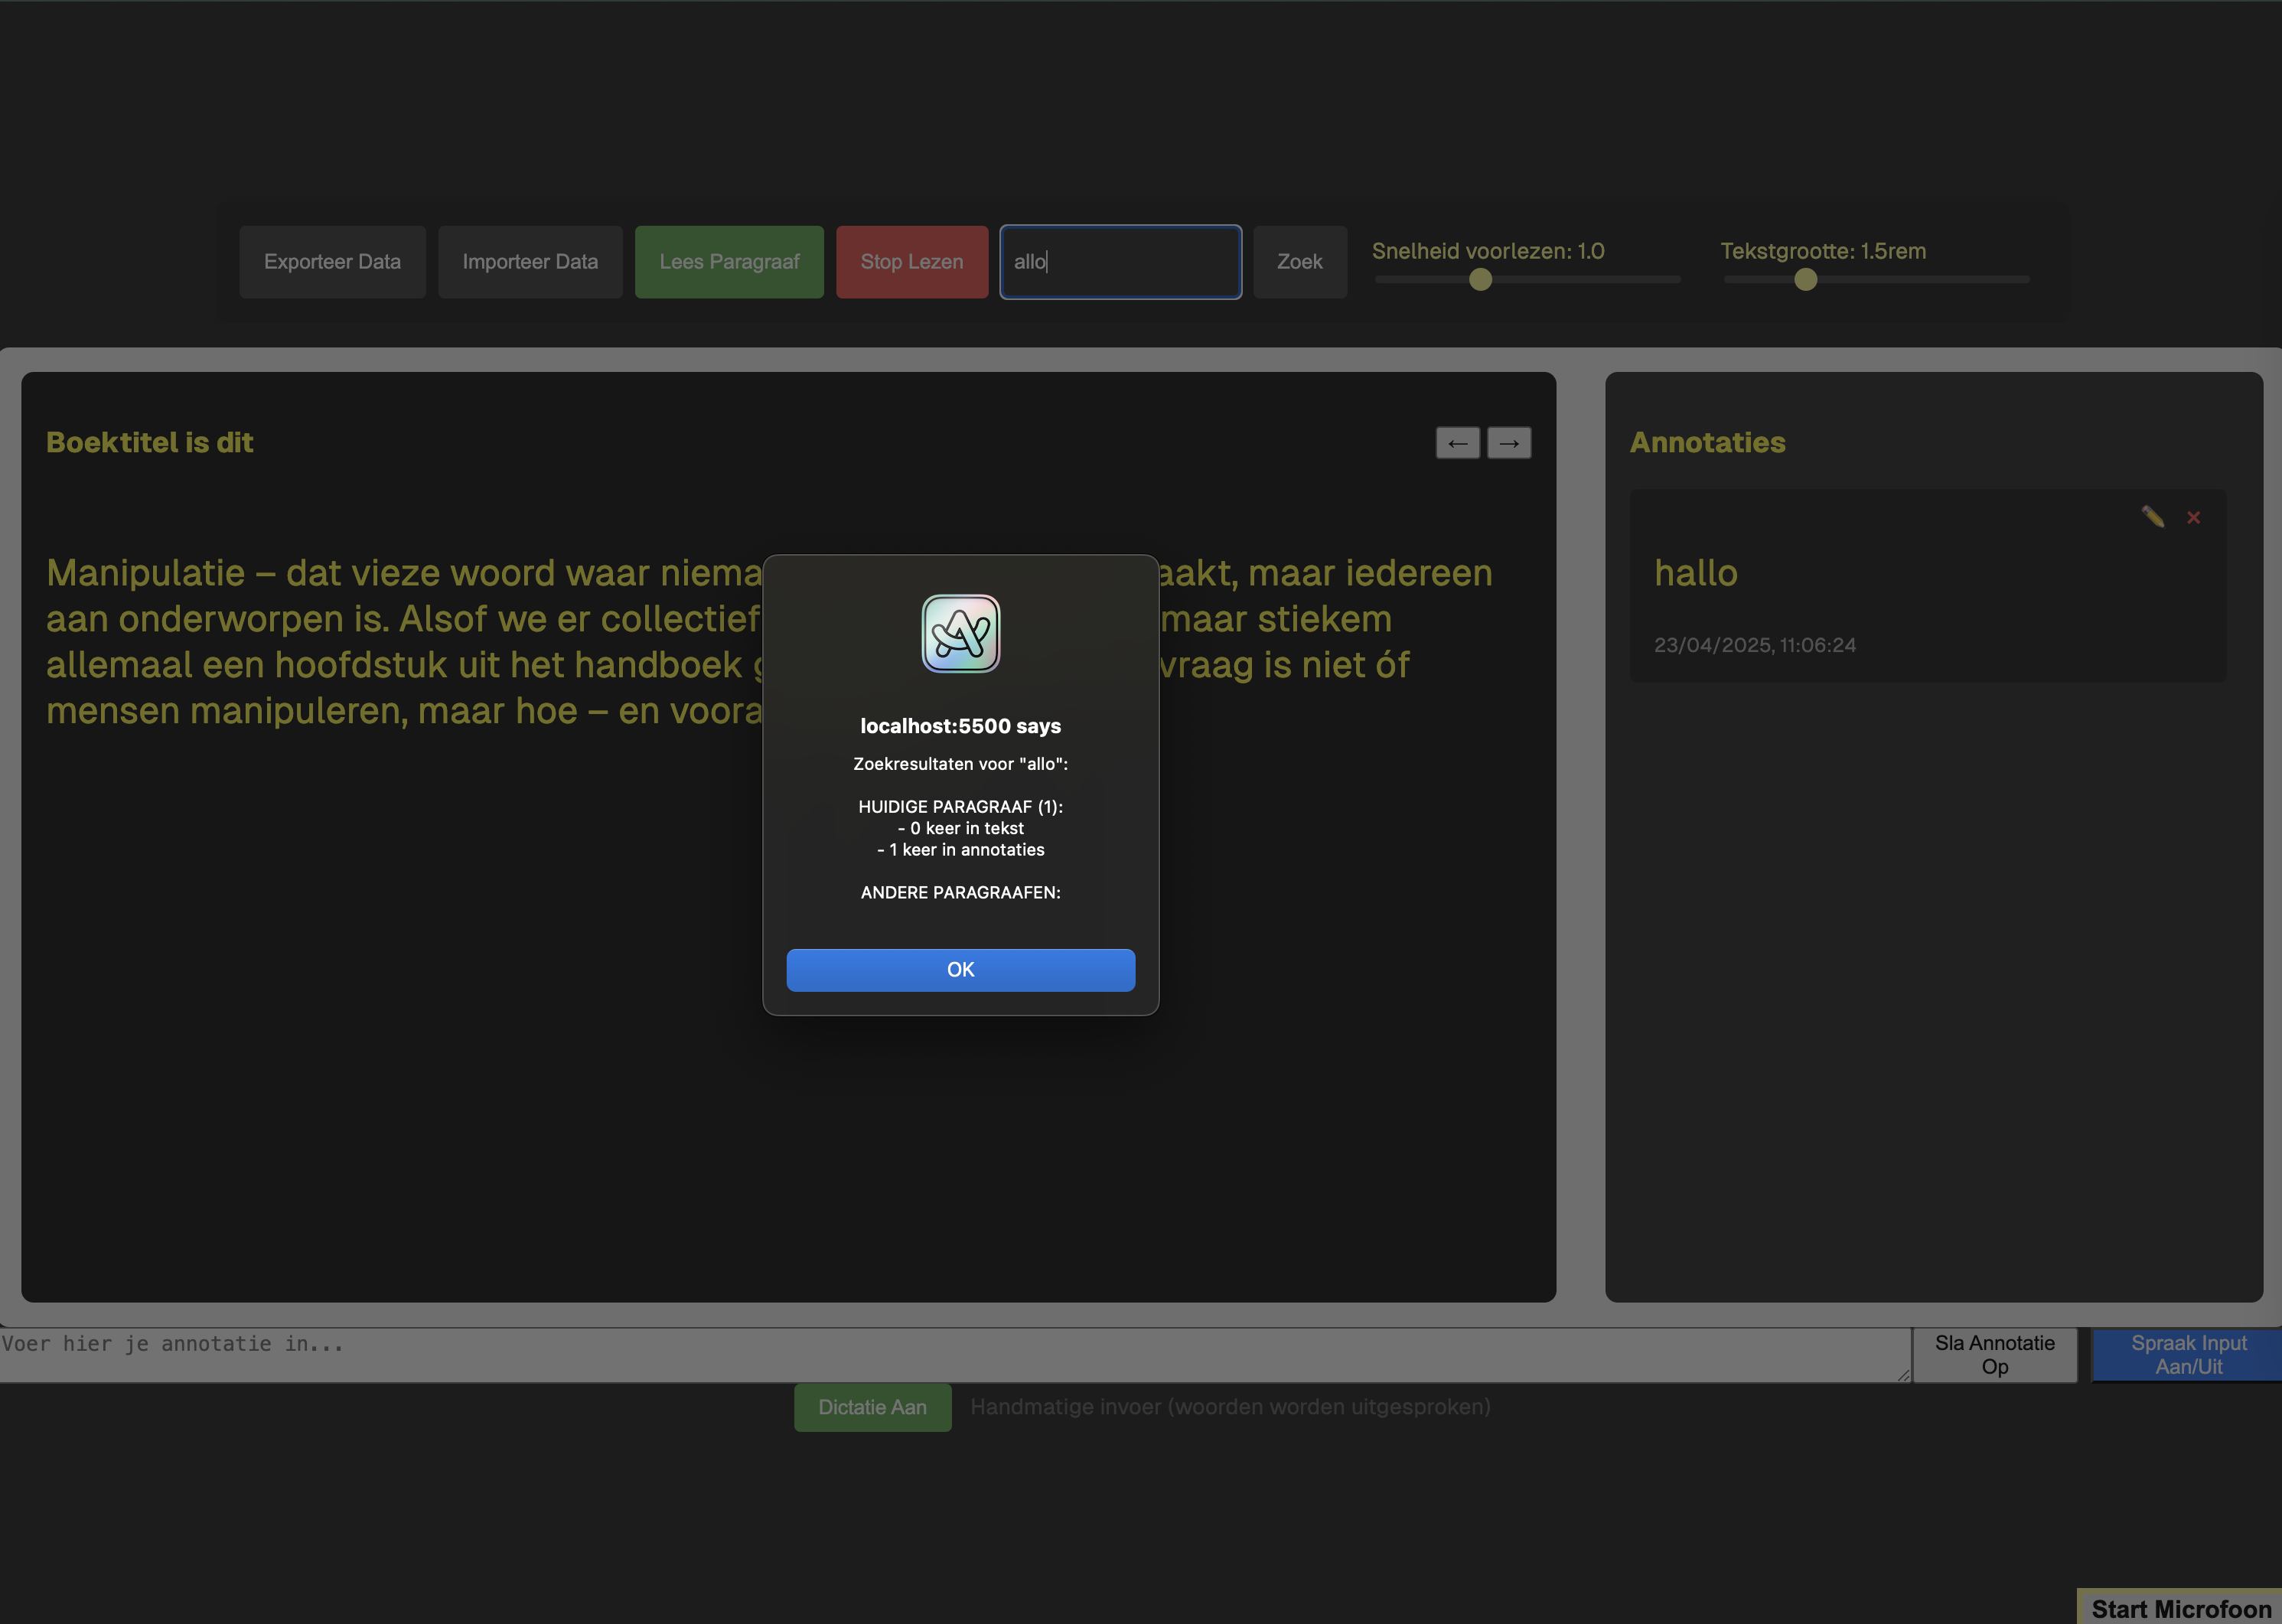 Exporteer Data
Importeer Data
Lees Paragraaf
Stop Lezen
allo
Zoek
Snelheid voorlezen: 1.0
Tekstgrootte: 1.5rem
Boektitel is dit
← →
Manipulatie – dat vieze woord waar niema aakt, maar iedereen
aan onderworpen is. Alsof we er collectief maar stiekem
allemaal een hoofdstuk uit het handboek vraag is niet óf
mensen manipuleren, maar hoe – en voora
Annotaties
hallo
23/04/2025, 11:06:24
localhost:5500 says
Zoekresultaten voor "allo":
HUIDIGE PARAGRAAF (1):
- 0 keer in tekst
- 1 keer in annotaties
ANDERE PARAGRAAFEN:
OK
Voer hier je annotatie in...
Sla Annotatie
Op
Spraak Input
Aan/Uit
Dictatie Aan
Handmatige invoer (woorden worden uitgesproken)
Start Microfoon